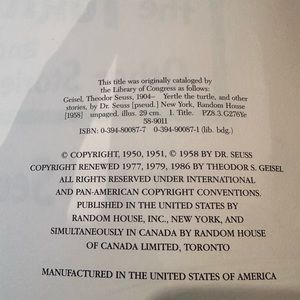 This title was originally cataloged by
the Library of Congress as follows:
Geisel, Theodor Seuss, 1904– Yertle the turtle, and other
stories, by Dr. Seuss [pseud.] New York, Random House
[1958] unpaged. illus. 29 cm. I. Title. PZ8.3.G276Ye
58-9011
ISBN: 0-394-80087-7 0-394-90087-1 (lib. bdg.)
© COPYRIGHT, 1950, 1951, © 1958 BY DR. SEUSS
COPYRIGHT RENEWED 1977, 1979, 1986 BY THEODOR S. GEISEL
ALL RIGHTS RESERVED UNDER INTERNATIONAL
AND PAN-AMERICAN COPYRIGHT CONVENTIONS.
PUBLISHED IN THE UNITED STATES BY
RANDOM HOUSE, INC., NEW YORK, AND
SIMULTANEOUSLY IN CANADA BY RANDOM HOUSE
OF CANADA LIMITED, TORONTO
MANUFACTURED IN THE UNITED STATES OF AMERICA